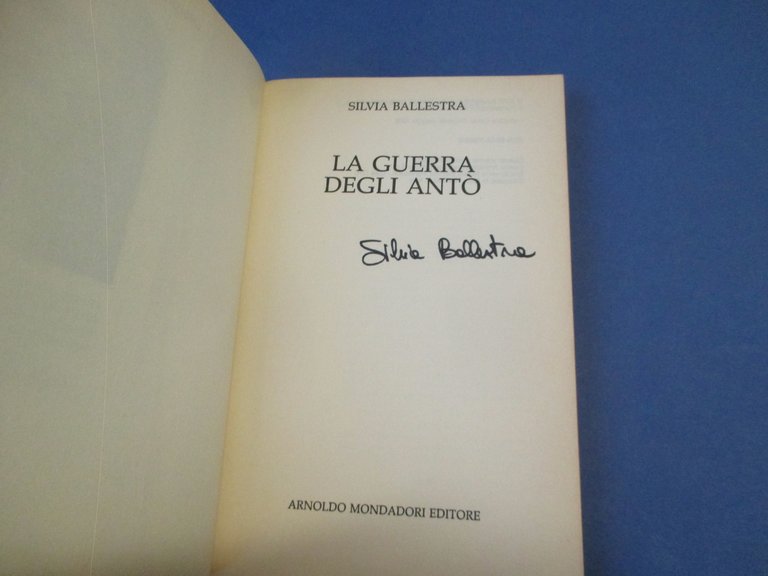 SILVIA BALLESTRA
LA GUERRA
DEGLI ANTÒ
Silvia Ballestra
ARNOLDO MONDADORI EDITORE